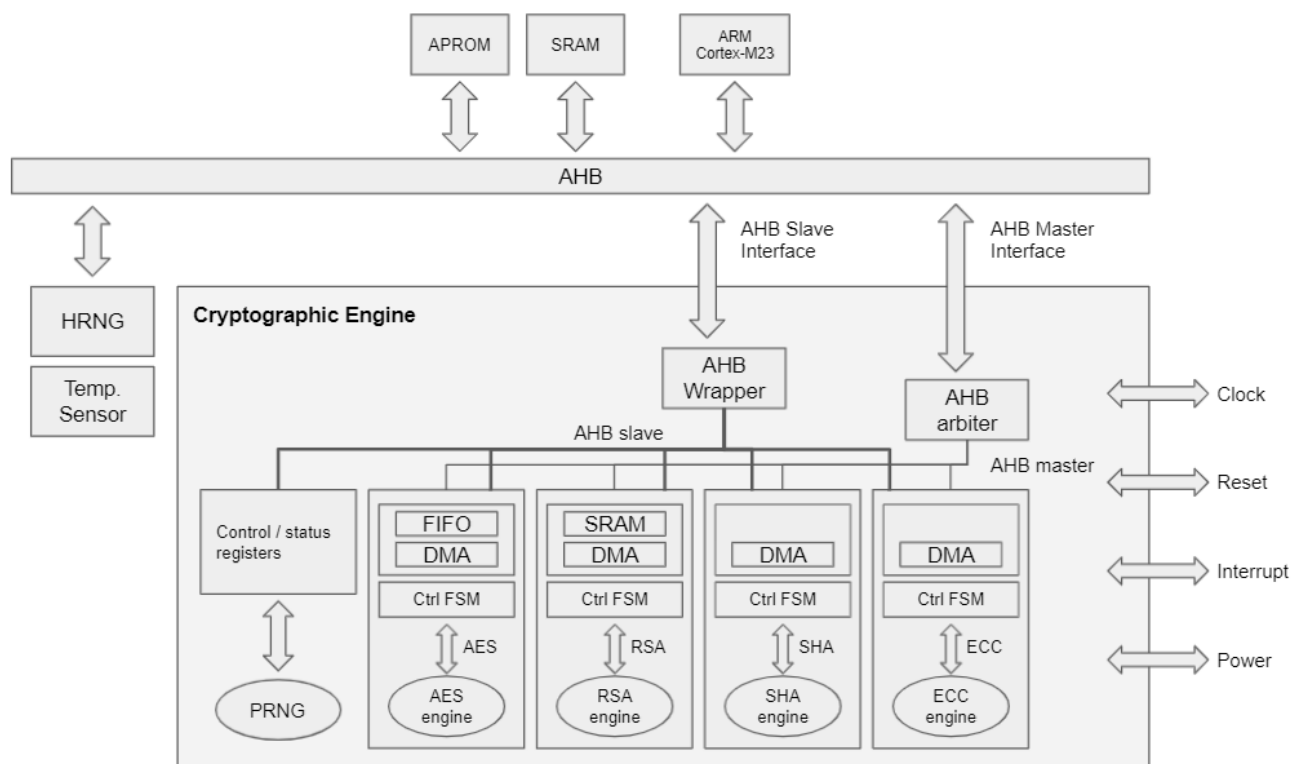 APROM
SRAM
ARM
Cortex-M23
AHB
AHB Slave
Interface
AHB Master
Interface
HRNG
Temp.
Sensor
Cryptographic Engine
AHB
Wrapper
AHB
arbiter
Clock
AHB slave
AHB master
Reset
Control / status
registers
FIFO
DMA
SRAM
DMA
DMA
DMA
Ctrl FSM
Ctrl FSM
Ctrl FSM
Ctrl FSM
Interrupt
AES
RSA
SHA
ECC
Power
PRNG
AES
engine
RSA
engine
SHA
engine
ECC
engine